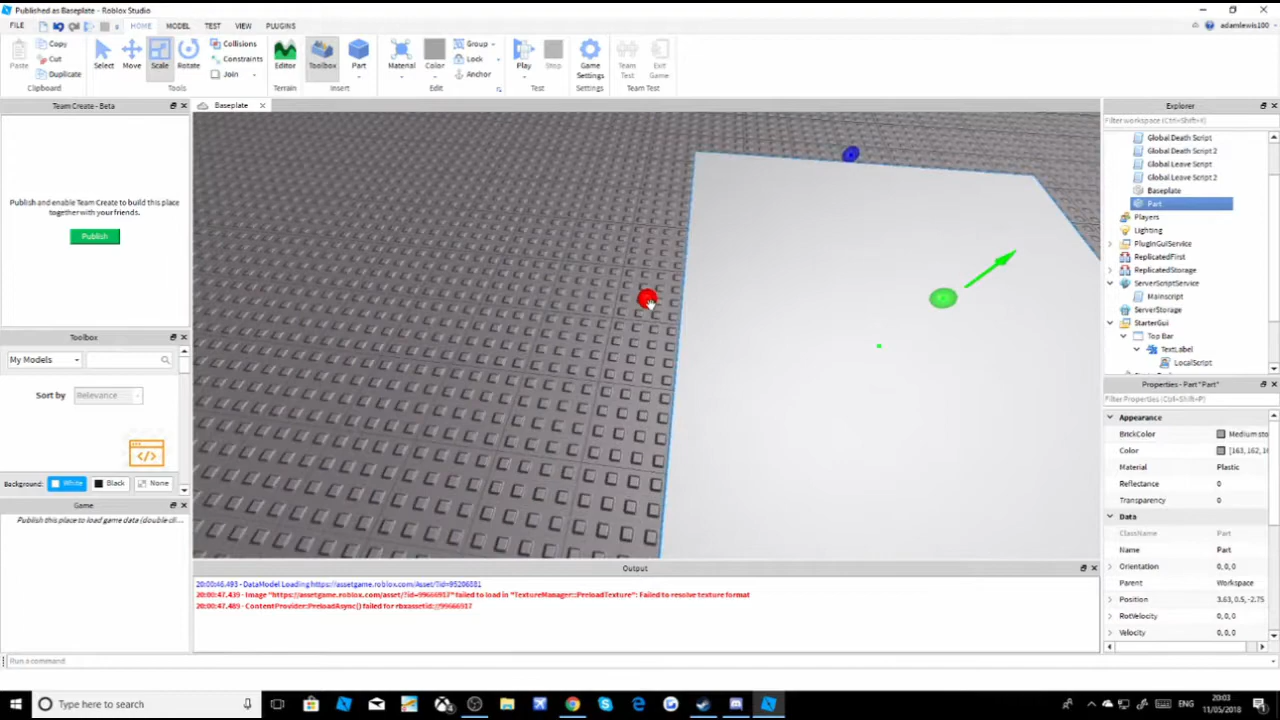 Published as Baseplate - Roblox Studio
FILE HOME MODEL TEST VIEW PLUGINS adamlewis100
Paste Copy Cut Duplicate Clipboard
Select Move Scale Rotate Collisions Constraints Join Tools
Editor Terrain
Toolbox Part Insert
Material Color Group Lock Anchor Edit
Play Stop Test
Game Settings Settings
Team Test Exit Game Team Test
Team Create - Beta
Publish and enable Team Create to build this place together with your friends.
Publish
Toolbox
My Models
Sort by Relevance
Background: White Black None
Game
Publish this place to load game data (double cli...
Baseplate
Output
20:00:46.493 - DataModel Loading https://assetgame.roblox.com/Asset/?id=95206881
20:00:47.439 - Image "https://assetgame.roblox.com/asset/?id=99666917" failed to load in "TextureManager::PreloadTexture": Failed to resolve texture format
20:00:47.489 - ContentProvider:PreloadAsync() failed for rbxassetid://99666917
Run a command
Explorer
Filter workspace (Ctrl+Shift+X)
Global Death Script
Global Death Script 2
Global Leave Script
Global Leave Script 2
Baseplate
Part
Players
Lighting
PluginGuiService
ReplicatedFirst
ReplicatedStorage
ServerScriptService
Mainscript
ServerStorage
StarterGui
Top Bar
TextLabel
LocalScript
Properties - Part "Part"
Filter Properties (Ctrl+Shift+P)
Appearance
BrickColor Medium sto
Color [163, 162, 1
Material Plastic
Reflectance 0
Transparency 0
Data
ClassName Part
Name Part
Orientation 0, 0, 0
Parent Workspace
Position 3.63, 0.5, -2.75
RotVelocity 0, 0, 0
Velocity 0, 0, 0
Type here to search
ENG
20:03
11/05/2018